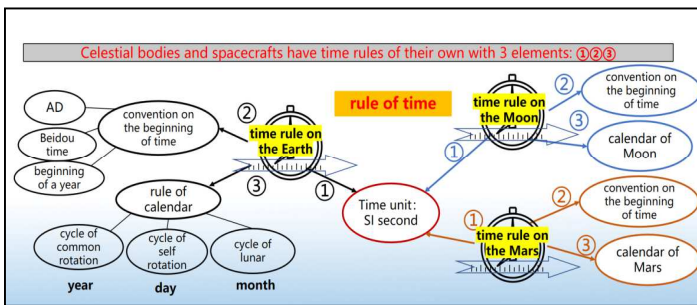 Celestial bodies and spacecrafts have time rules of their own with 3 elements: ①②③
rule of time
AD
Beidou
time
beginning
of a year
convention on
the beginning
of time
②
time rule on
the Earth
③
①
rule of
calendar
cycle of
common
rotation
cycle of
self
rotation
cycle of
lunar
year
day
month
Time unit:
SI second
time rule on
the Moon
②
convention on
the beginning
of time
③
calendar of
Moon
①
①
time rule on
the Mars
②
convention on
the beginning
of time
③
calendar of
Mars